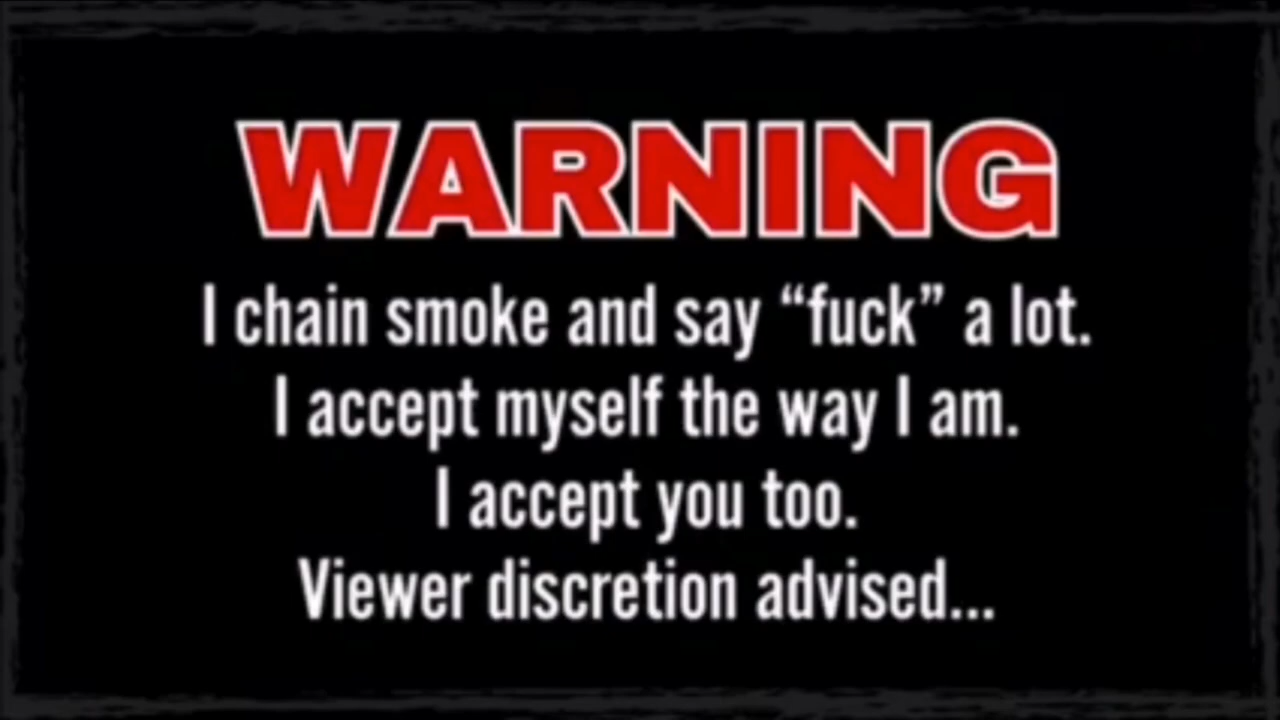 WARNING
I chain smoke and say “fuck” a lot.
I accept myself the way I am.
I accept you too.
Viewer discretion advised...